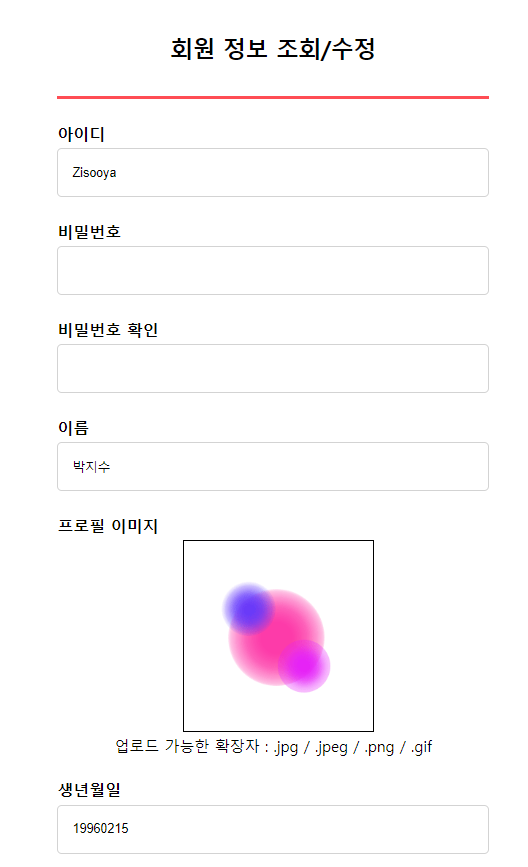 회원 정보 조회/수정
아이디
Zisooya
비밀번호
비밀번호 확인
이름
박지수
프로필 이미지
업로드 가능한 확장자 : .jpg / .jpeg / .png / .gif
생년월일
19960215